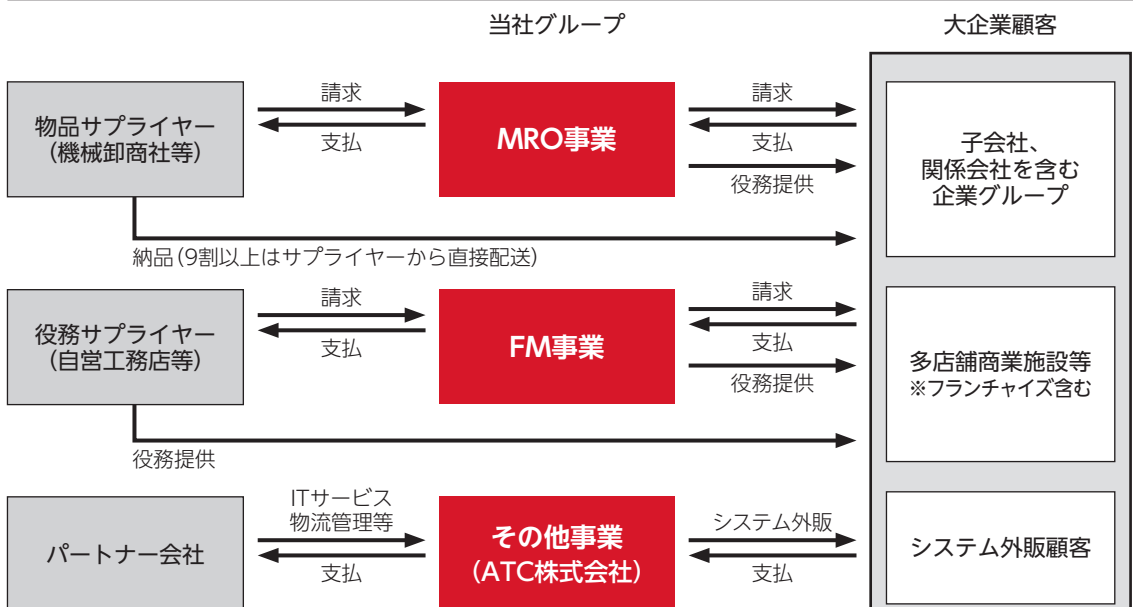 当社グループ
大企業顧客
物品サプライヤー
（機械卸商社等）
請求
支払
MRO事業
請求
支払
役務提供
子会社、
関係会社を含む
企業グループ
納品（9割以上はサプライヤーから直接配送）
役務サプライヤー
（自営工務店等）
請求
支払
FM事業
請求
支払
役務提供
多店舗商業施設等
※フランチャイズ含む
役務提供
パートナー会社
ITサービス
物流管理等
支払
その他事業
（ATC株式会社）
システム外販
支払
システム外販顧客